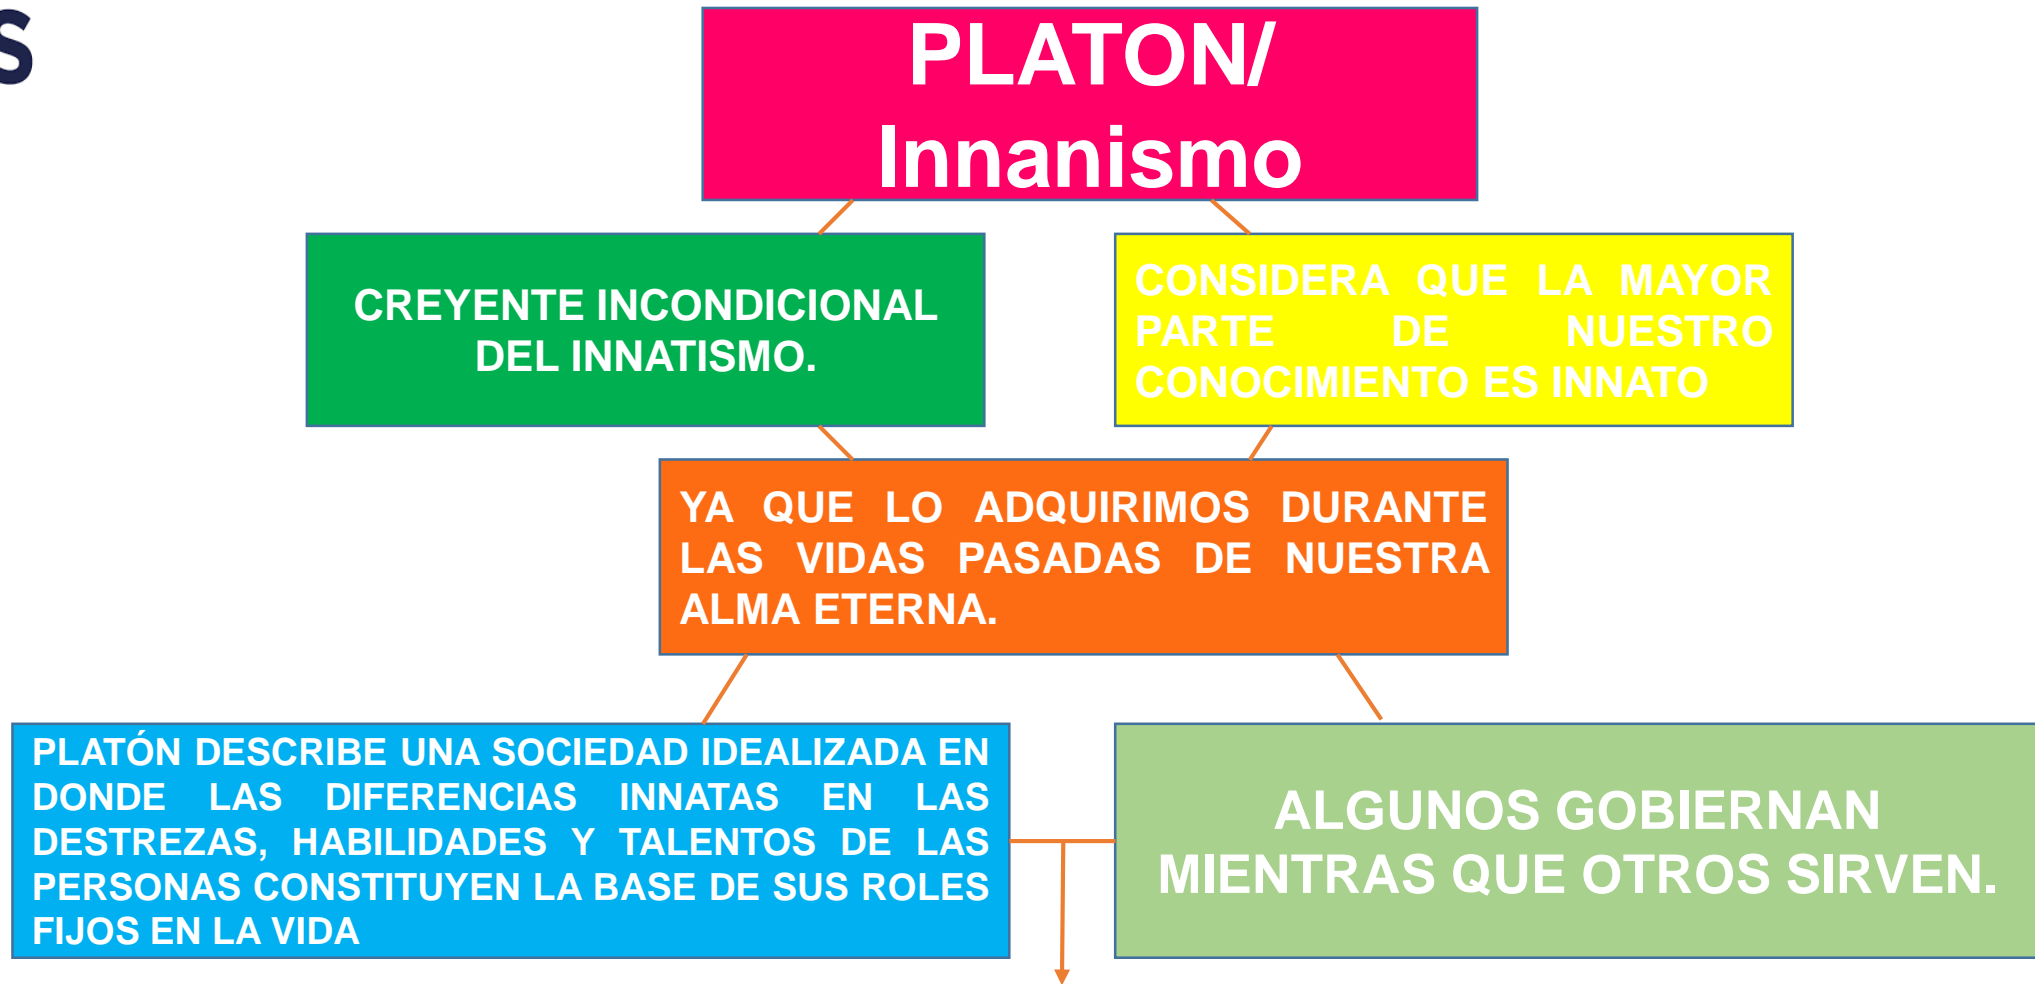 S
PLATON/
Innanismo
CREYENTE INCONDICIONAL
DEL INNATISMO.
CONSIDERA QUE LA MAYOR
PARTE DE NUESTRO
CONOCIMIENTO ES INNATO
YA QUE LO ADQUIRIMOS DURANTE
LAS VIDAS PASADAS DE NUESTRA
ALMA ETERNA.
PLATÓN DESCRIBE UNA SOCIEDAD IDEALIZADA EN
DONDE LAS DIFERENCIAS INNATAS EN LAS
DESTREZAS, HABILIDADES Y TALENTOS DE LAS
PERSONAS CONSTITUYEN LA BASE DE SUS ROLES
FIJOS EN LA VIDA
ALGUNOS GOBIERNAN
MIENTRAS QUE OTROS SIRVEN.